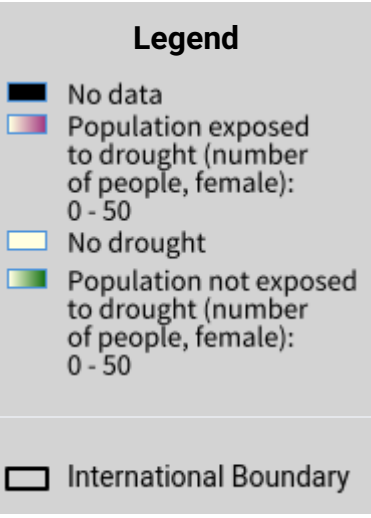 Legend
No data
Population exposed
to drought (number
of people, female):
0 - 50
No drought
Population not exposed
to drought (number
of people, female):
0 - 50
International Boundary